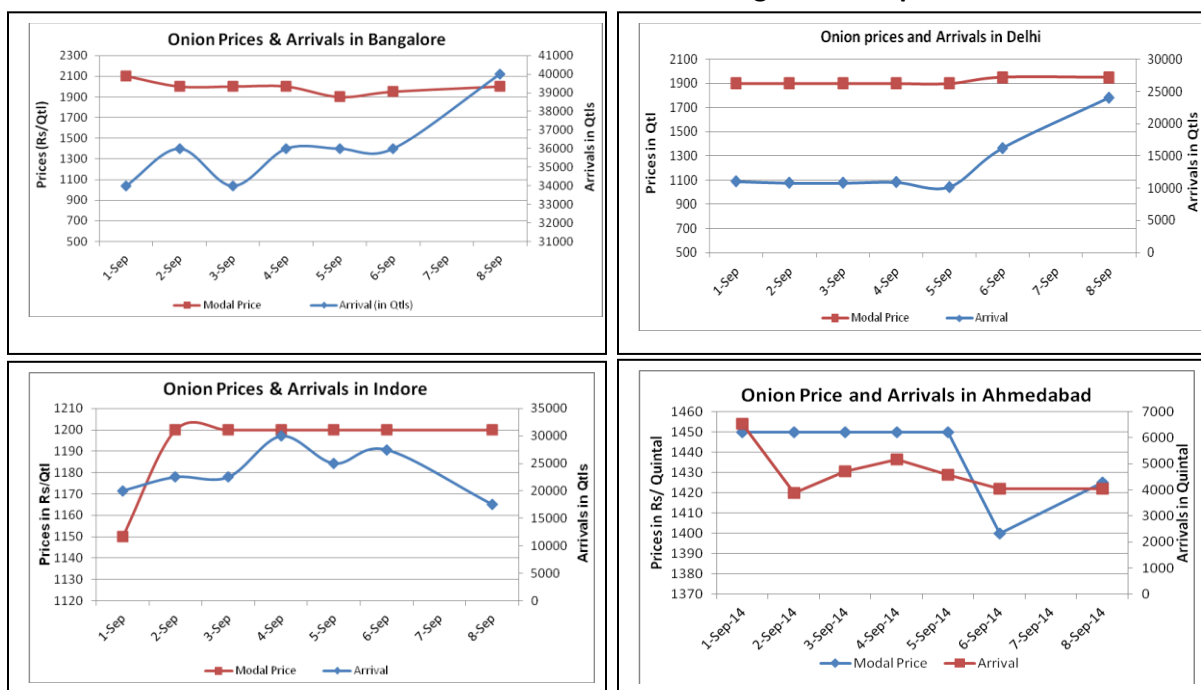 Onion Prices & Arrivals in Bangalore
2300
2100
1900
1700
1500
1300
1100
900
700
500
Prices (Rs/Qtl)
41000
40000
39000
38000
37000
36000
35000
34000
33000
32000
31000
Arrivals in Qtls
1-Sep
2-Sep
3-Sep
4-Sep
5-Sep
6-Sep
7-Sep
8-Sep
Modal Price
Arrival (in Qtls)
Onion prices and Arrivals in Delhi
2100
1900
1700
1500
1300
1100
900
700
500
Prices in Qtl
30000
25000
20000
15000
10000
5000
0
Arrivals in Qtls
1-Sep
2-Sep
3-Sep
4-Sep
5-Sep
6-Sep
7-Sep
8-Sep
Modal Price
Arrival
Onion Prices & Arrivals in Indore
1210
1200
1190
1180
1170
1160
1150
1140
1130
1120
Prices in Rs/Qtl
35000
30000
25000
20000
15000
10000
5000
0
Arrivals in Qtls
1-Sep
2-Sep
3-Sep
4-Sep
5-Sep
6-Sep
7-Sep
8-Sep
Modal Price
Arrival
Onion Price and Arrivals in Ahmedabad
1460
1450
1440
1430
1420
1410
1400
1390
1380
1370
Prices in Rs/ Quintal
7000
6000
5000
4000
3000
2000
1000
0
Arrivals in Quintal
1-Sep-14
2-Sep-14
3-Sep-14
4-Sep-14
5-Sep-14
6-Sep-14
7-Sep-14
8-Sep-14
Modal Price
Arrival